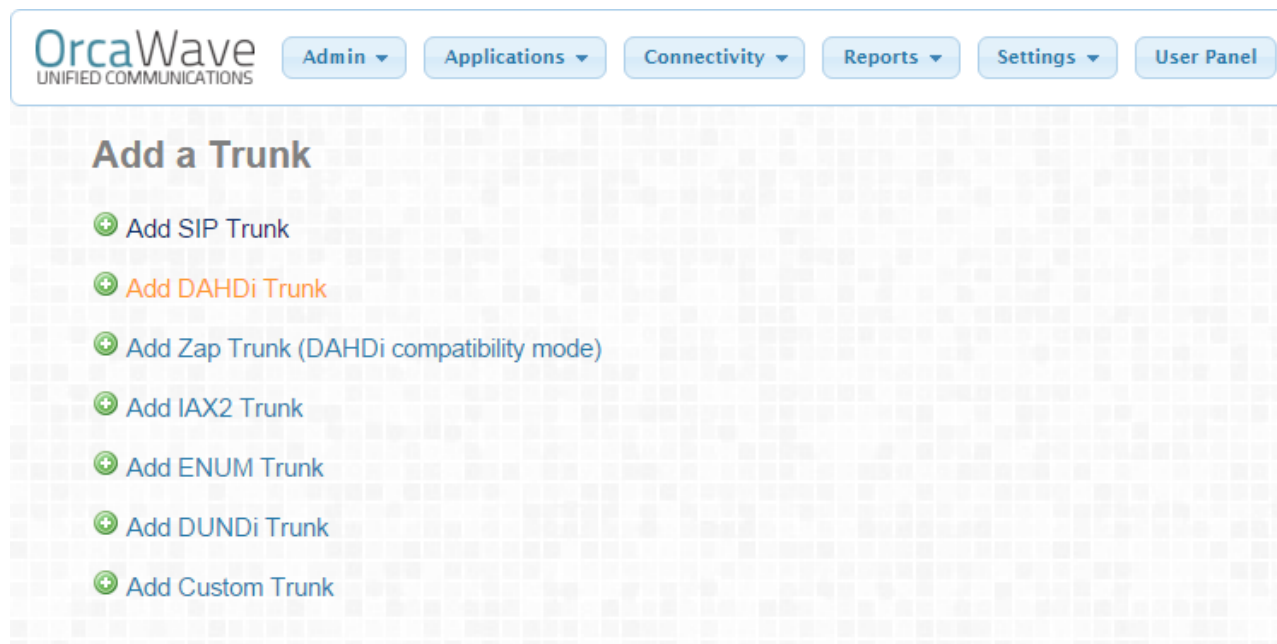 OrcaWave
UNIFIED COMMUNICATIONS
Admin Applications Connectivity Reports Settings User Panel
Add a Trunk
Add SIP Trunk
Add DAHDi Trunk
Add Zap Trunk (DAHDi compatibility mode)
Add IAX2 Trunk
Add ENUM Trunk
Add DUNDi Trunk
Add Custom Trunk